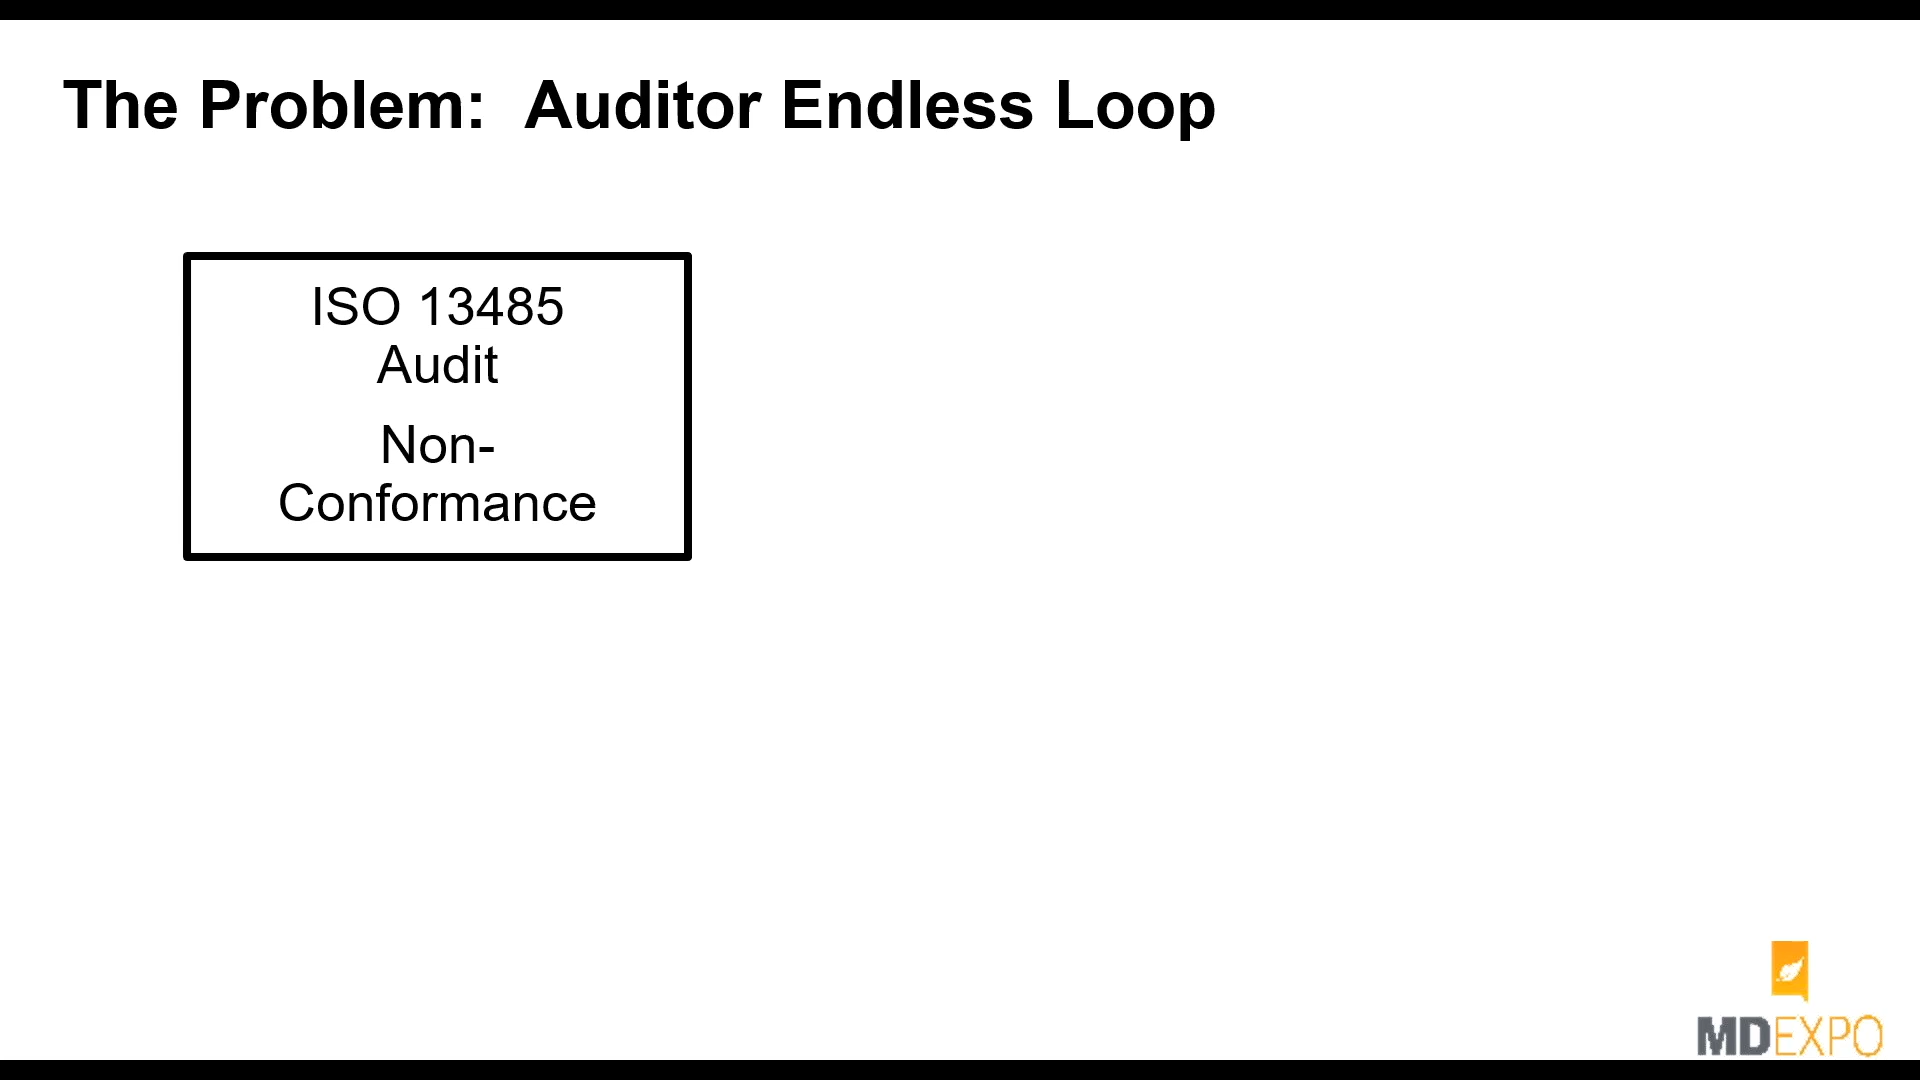 The Problem:  Auditor Endless Loop
ISO 13485
Audit
Non-
Conformance
MDEXPO